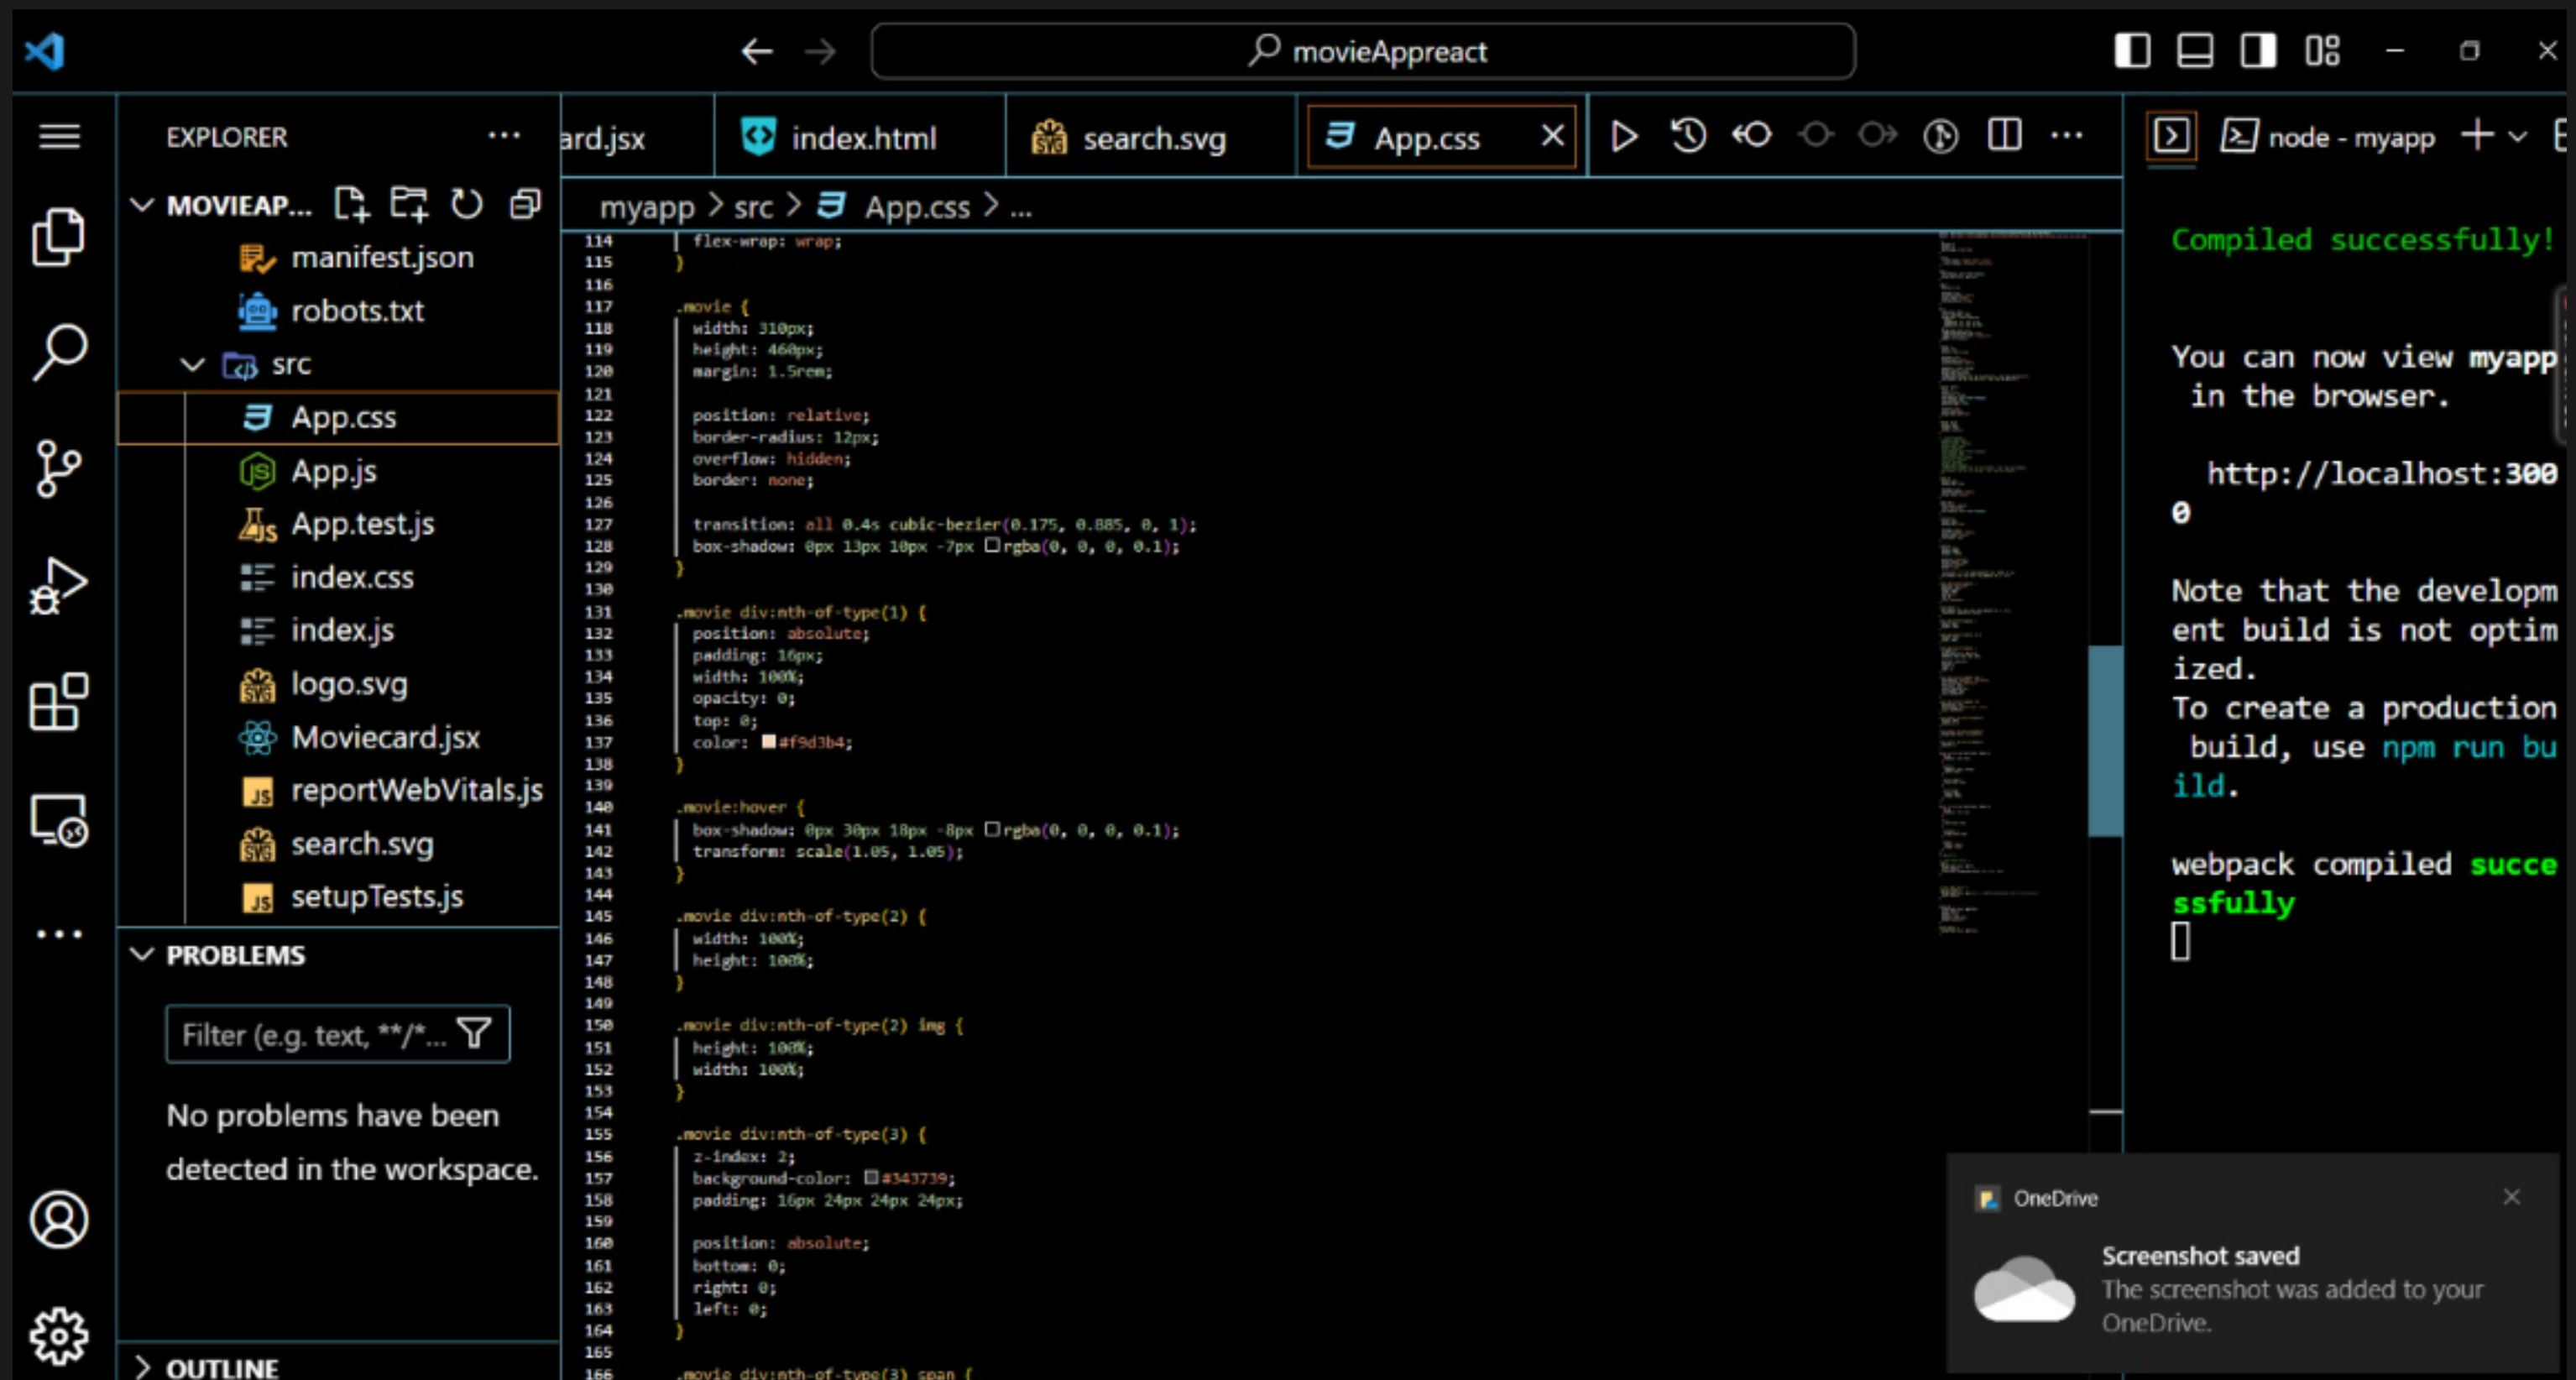 movieAppreact
EXPLORER
ard.jsx
index.html
search.svg
App.css
node - myapp
MOVIEAP...
manifest.json
robots.txt
src
App.css
App.js
App.test.js
index.css
index.js
logo.svg
Moviecard.jsx
reportWebVitals.js
search.svg
setupTests.js
PROBLEMS
Filter (e.g. text, **/*...
No problems have been
detected in the workspace.
OUTLINE
myapp > src > App.css > ...
114 flex-wrap: wrap;
115 }
116
117 .movie {
118 width: 310px;
119 height: 460px;
120 margin: 1.5rem;
121
122 position: relative;
123 border-radius: 12px;
124 overflow: hidden;
125 border: none;
126
127 transition: all 0.4s cubic-bezier(0.175, 0.885, 0, 1);
128 box-shadow: 0px 13px 10px -7px rgba(0, 0, 0, 0.1);
129 }
130
131 .movie div:nth-of-type(1) {
132 position: absolute;
133 padding: 16px;
134 width: 100%;
135 opacity: 0;
136 top: 0;
137 color: #f9d3b4;
138 }
139
140 .movie:hover {
141 box-shadow: 0px 30px 18px -8px rgba(0, 0, 0, 0.1);
142 transform: scale(1.05, 1.05);
143 }
144
145 .movie div:nth-of-type(2) {
146 width: 100%;
147 height: 100%;
148 }
149
150 .movie div:nth-of-type(2) img {
151 height: 100%;
152 width: 100%;
153 }
154
155 .movie div:nth-of-type(3) {
156 z-index: 2;
157 background-color: #343739;
158 padding: 16px 24px 24px 24px;
159
160 position: absolute;
161 bottom: 0;
162 right: 0;
163 left: 0;
164 }
165
166 .movie div:nth-of-type(3) span {
Compiled successfully!
You can now view myapp
in the browser.
http://localhost:300
0
Note that the developm
ent build is not optim
ized.
To create a production
build, use npm run bu
ild.
webpack compiled succe
ssfully
OneDrive
Screenshot saved
The screenshot was added to your
OneDrive.